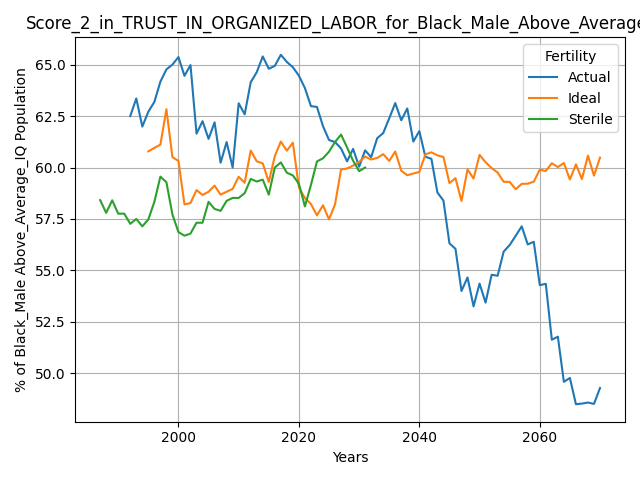 Score_2_in_TRUST_IN_ORGANIZED_LABOR_for_Black_Male_Above_Average
Fertility
Actual
Ideal
Sterile
% of Black_Male Above_Average_IQ Population
65.0
62.5
60.0
57.5
55.0
52.5
50.0
2000 2020 2040 2060
Years